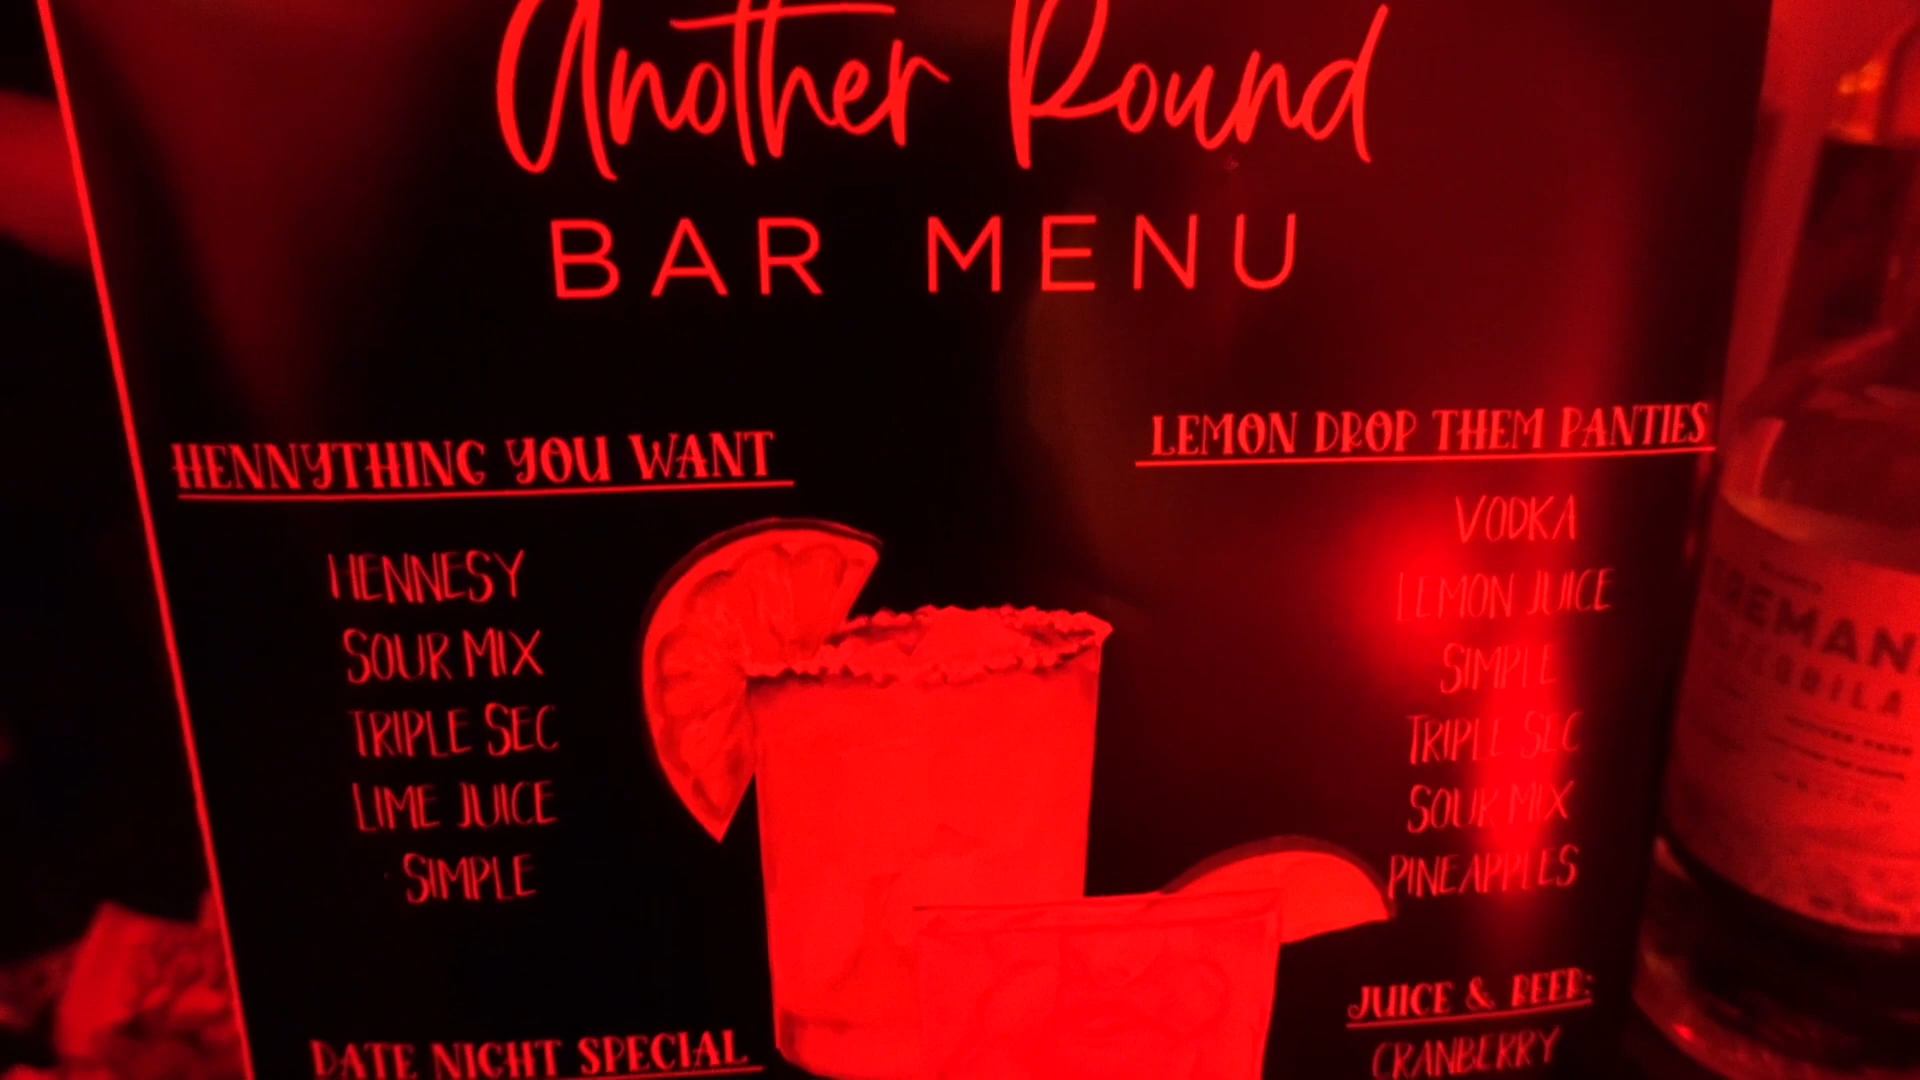 Another Round
BAR MENU
HENNYTHING YOU WANT
HENNESY
SOUR MIX
TRIPLE SEC
LIME JUICE
SIMPLE
DATE NIGHT SPECIAL
LEMON DROP THEM PANTIES
VODKA
LEMON JUICE
SIMPLE
TRIPLE SEC
SOUR MIX
PINEAPPLES
JUICE & BEER:
CRANBERRY
TEQUILA